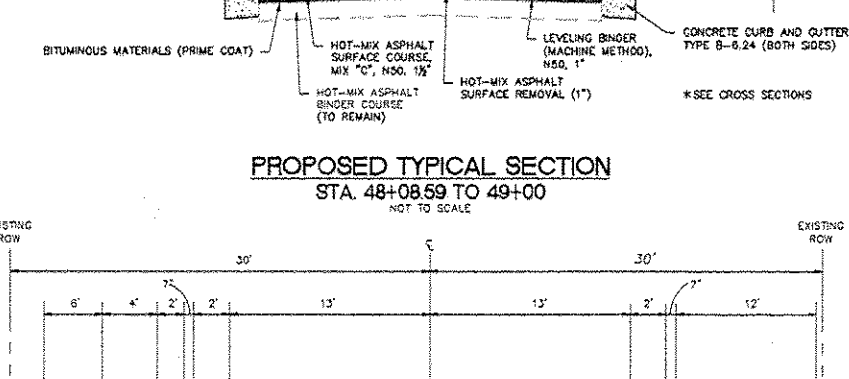 BITUMINOUS MATERIALS (PRIME COAT)
HOT-MIX ASPHALT
SURFACE COURSE,
MIX "C", N50, 1½"
HOT-MIX ASPHALT
BINDER COURSE
(TO REMAIN)
LEVELING BINDER
(MACHINE METHOD),
N50, 1"
HOT-MIX ASPHALT
SURFACE REMOVAL (1")
CONCRETE CURB AND GUTTER
TYPE B-6.24 (BOTH SIDES)
*SEE CROSS SECTIONS
PROPOSED TYPICAL SECTION
STA. 48+08.59 TO 49+00
NOT TO SCALE
ISTING
ROW
EXISTING
ROW
℄
30'
30'
7"
7"
6'
4'
2'
2'
13'
13'
2'
12'